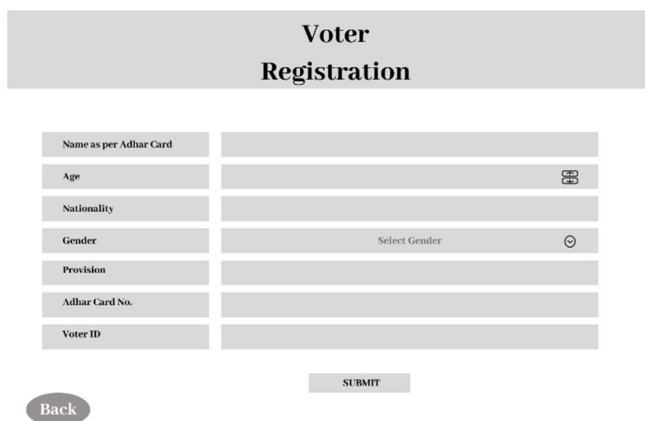 Voter
Registration
Name as per Adhar Card
Age
Nationality
Gender
Select Gender
Provision
Adhar Card No.
Voter ID
SUBMIT
Back